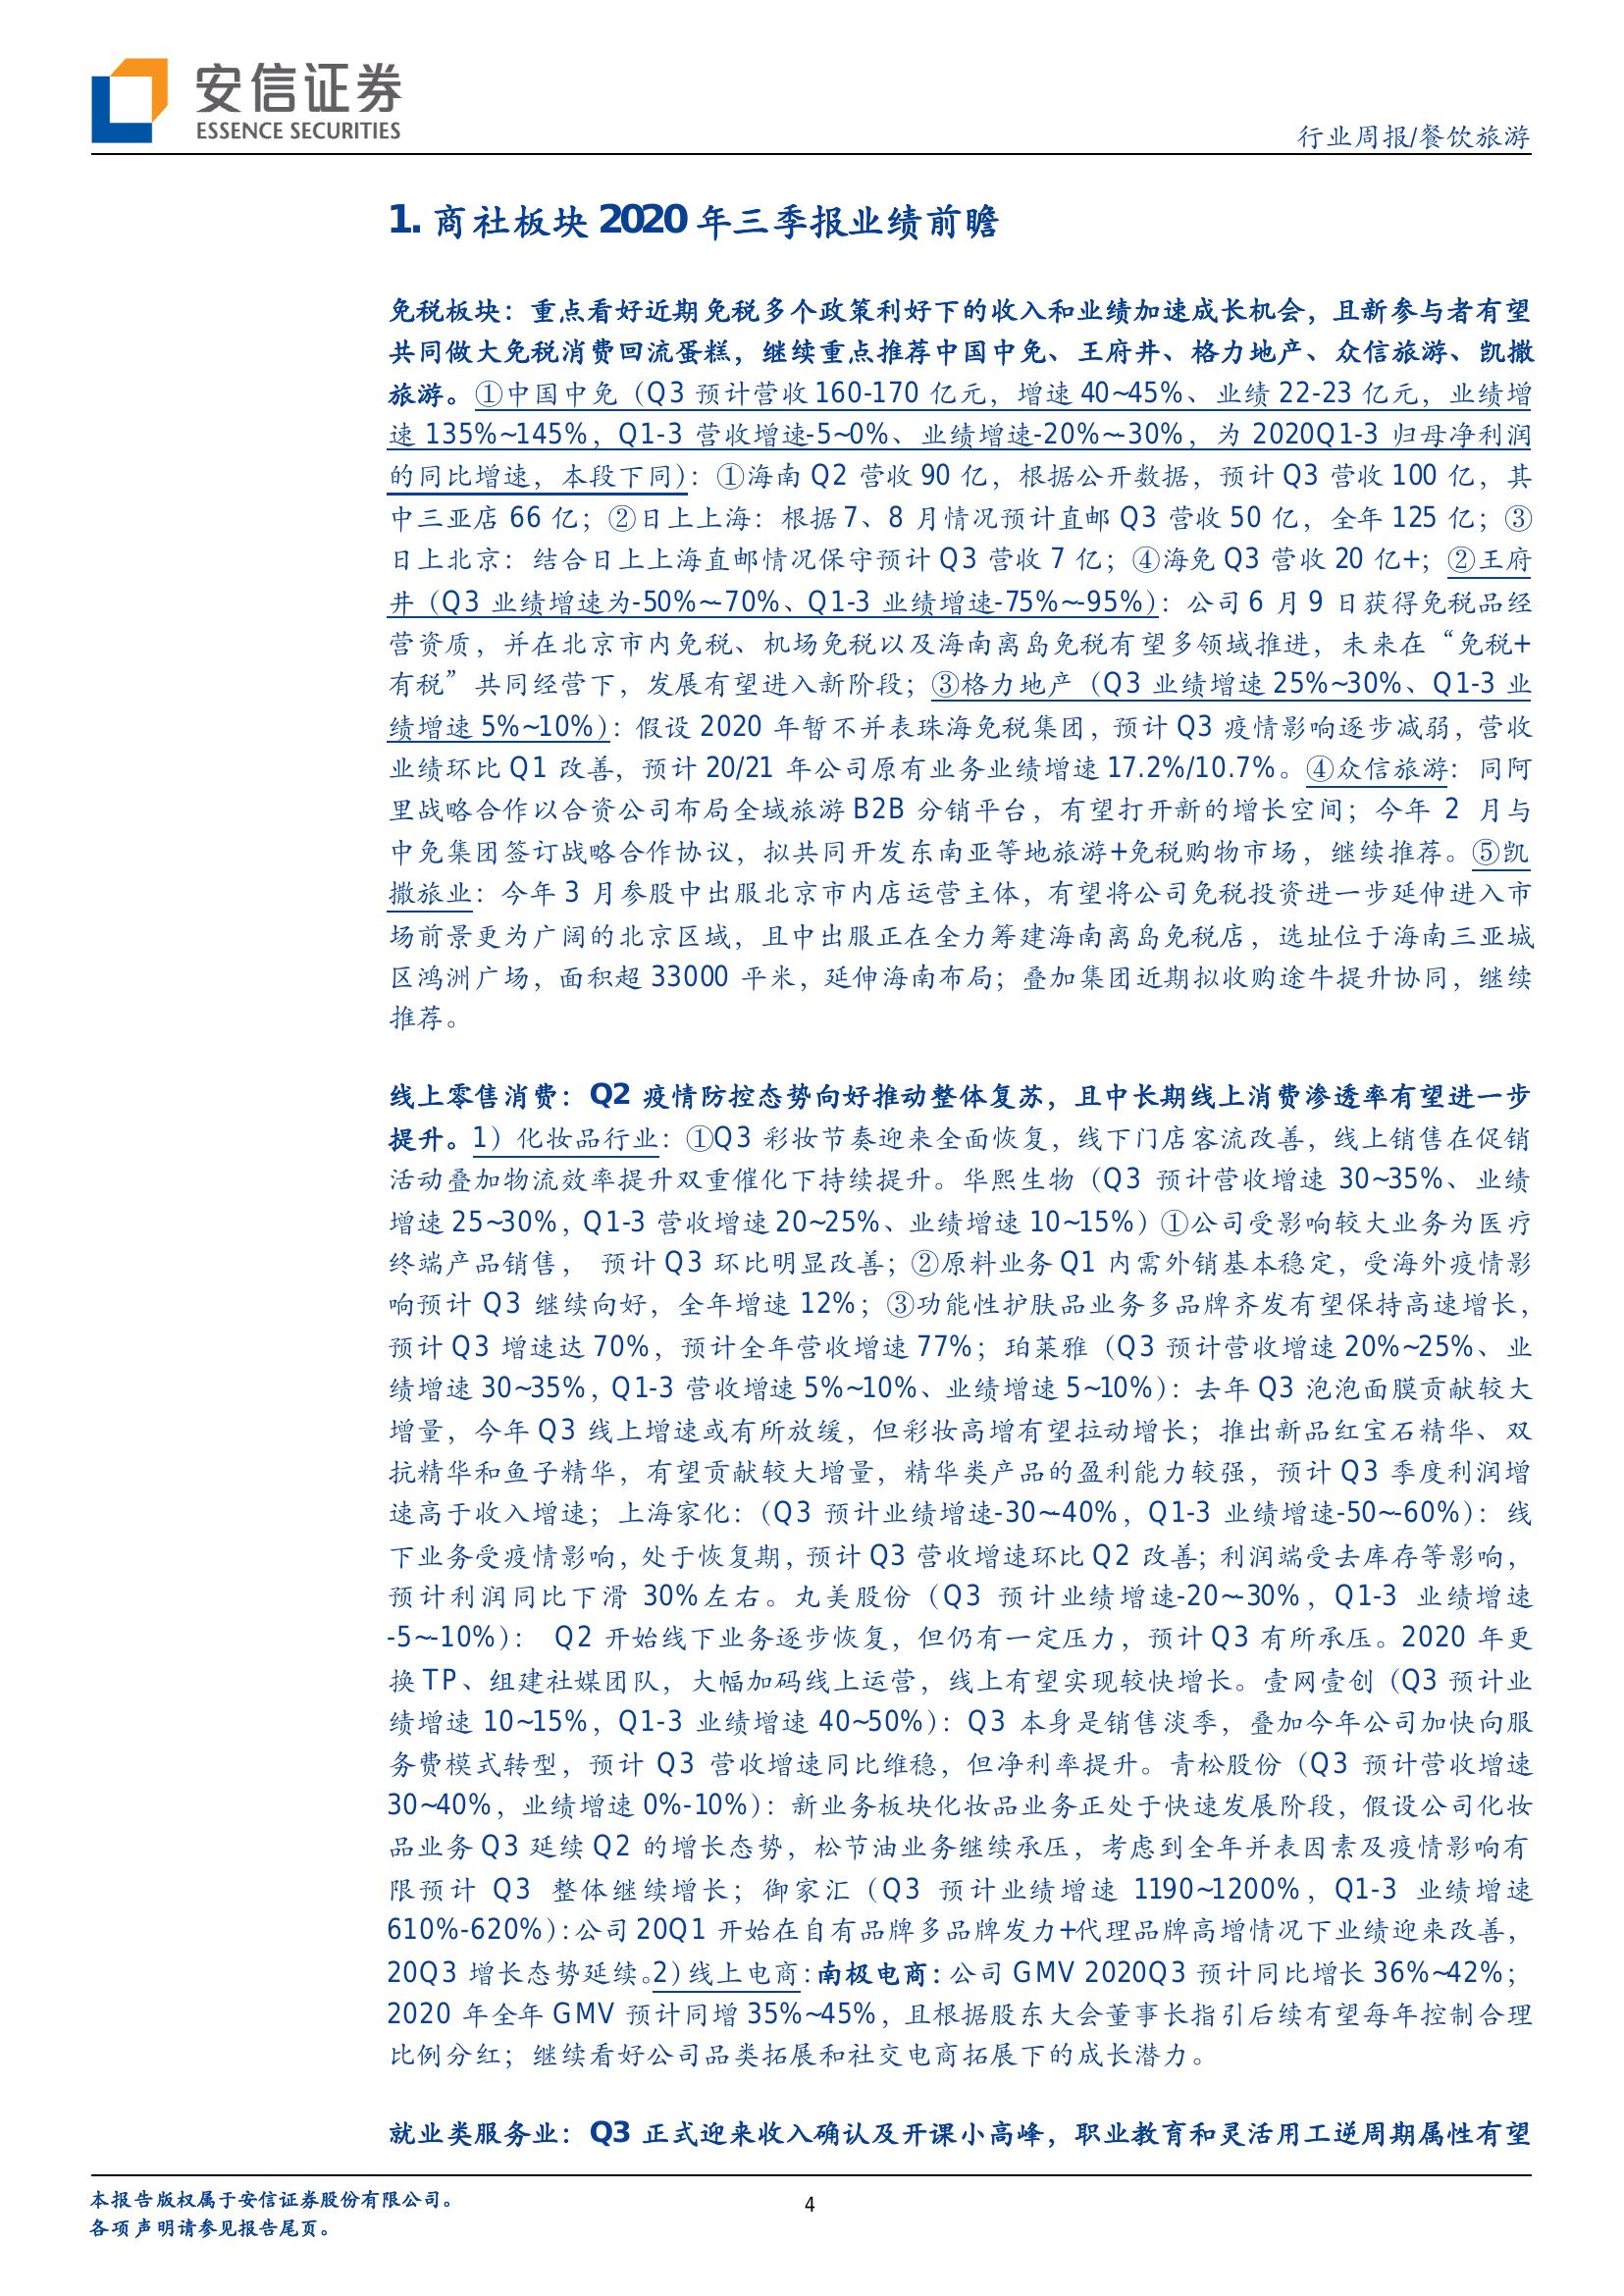 安信证券
ESSENCE SECURITIES
行业周报/餐饮旅游
1. 商社板块 2020 年三季报业绩前瞻
免税板块：重点看好近期免税多个政策利好下的收入和业绩加速成长机会，且新参与者有望
共同做大免税消费回流蛋糕，继续重点推荐中国中免、王府井、格力地产、众信旅游、凯撒
旅游。①中国中免（Q3 预计营收 160-170 亿元，增速 40~45%、业绩 22-23 亿元，业绩增
速 135%~145%，Q1-3 营收增速-5~0%、业绩增速-20%~-30%，为 2020Q1-3 归母净利润
的同比增速，本段下同）：①海南 Q2 营收 90 亿，根据公开数据，预计 Q3 营收 100 亿，其
中三亚店 66 亿；②日上上海：根据 7、8 月情况预计直邮 Q3 营收 50 亿，全年 125 亿；③
日上北京：结合日上上海直邮情况保守预计 Q3 营收 7 亿；④海免 Q3 营收 20 亿+；②王府
井（Q3 业绩增速为-50%~-70%、Q1-3 业绩增速-75%~-95%）：公司 6 月 9 日获得免税品经
营资质，并在北京市内免税、机场免税以及海南离岛免税有望多领域推进，未来在“免税+
有税”共同经营下，发展有望进入新阶段；③格力地产（Q3 业绩增速 25%~30%、Q1-3 业
绩增速 5%~10%）：假设 2020 年暂不并表珠海免税集团，预计 Q3 疫情影响逐步减弱，营收
业绩环比 Q1 改善，预计 20/21 年公司原有业务业绩增速 17.2%/10.7%。④众信旅游：同阿
里战略合作以合资公司布局全域旅游 B2B 分销平台，有望打开新的增长空间；今年 2 月与
中免集团签订战略合作协议，拟共同开发东南亚等地旅游+免税购物市场，继续推荐。⑤凯
撒旅业：今年 3 月参股中出服北京市内店运营主体，有望将公司免税投资进一步延伸进入市
场前景更为广阔的北京区域，且中出服正在全力筹建海南离岛免税店，选址位于海南三亚城
区鸿洲广场，面积超 33000 平米，延伸海南布局；叠加集团近期拟收购途牛提升协同，继续
推荐。
线上零售消费：Q2 疫情防控态势向好推动整体复苏，且中长期线上消费渗透率有望进一步
提升。1）化妆品行业：①Q3 彩妆节奏迎来全面恢复，线下门店客流改善，线上销售在促销
活动叠加物流效率提升双重催化下持续提升。华熙生物（Q3 预计营收增速 30~35%、业绩
增速 25~30%，Q1-3 营收增速 20~25%、业绩增速 10~15%）①公司受影响较大业务为医疗
终端产品销售， 预计 Q3 环比明显改善；②原料业务 Q1 内需外销基本稳定，受海外疫情影
响预计 Q3 继续向好，全年增速 12%；③功能性护肤品业务多品牌齐发有望保持高速增长，
预计 Q3 增速达 70%，预计全年营收增速 77%；珀莱雅（Q3 预计营收增速 20%~25%、业
绩增速 30~35%，Q1-3 营收增速 5%~10%、业绩增速 5~10%）：去年 Q3 泡泡面膜贡献较大
增量，今年 Q3 线上增速或有所放缓，但彩妆高增有望拉动增长；推出新品红宝石精华、双
抗精华和鱼子精华，有望贡献较大增量，精华类产品的盈利能力较强，预计 Q3 季度利润增
速高于收入增速；上海家化：（Q3 预计业绩增速-30~-40%，Q1-3 业绩增速-50~-60%）：线
下业务受疫情影响，处于恢复期，预计 Q3 营收增速环比 Q2 改善；利润端受去库存等影响，
预计利润同比下滑 30%左右。丸美股份（Q3 预计业绩增速-20~-30%，Q1-3 业绩增速
-5~-10%）： Q2 开始线下业务逐步恢复，但仍有一定压力，预计 Q3 有所承压。2020 年更
换 TP、组建社媒团队，大幅加码线上运营，线上有望实现较快增长。壹网壹创（Q3 预计业
绩增速 10~15%，Q1-3 业绩增速 40~50%）：Q3 本身是销售淡季，叠加今年公司加快向服
务费模式转型，预计 Q3 营收增速同比维稳，但净利率提升。青松股份（Q3 预计营收增速
30~40%，业绩增速 0%-10%）：新业务板块化妆品业务正处于快速发展阶段，假设公司化妆
品业务 Q3 延续 Q2 的增长态势，松节油业务继续承压，考虑到全年并表因素及疫情影响有
限预计 Q3 整体继续增长；御家汇（Q3 预计业绩增速 1190~1200%，Q1-3 业绩增速
610%-620%）：公司 20Q1 开始在自有品牌多品牌发力+代理品牌高增情况下业绩迎来改善，
20Q3 增长态势延续。2）线上电商：南极电商：公司 GMV 2020Q3 预计同比增长 36%~42%；
2020 年全年 GMV 预计同增 35%~45%，且根据股东大会董事长指引后续有望每年控制合理
比例分红；继续看好公司品类拓展和社交电商拓展下的成长潜力。
就业类服务业：Q3 正式迎来收入确认及开课小高峰，职业教育和灵活用工逆周期属性有望
本报告版权属于安信证券股份有限公司。
各项声明请参见报告尾页。
4